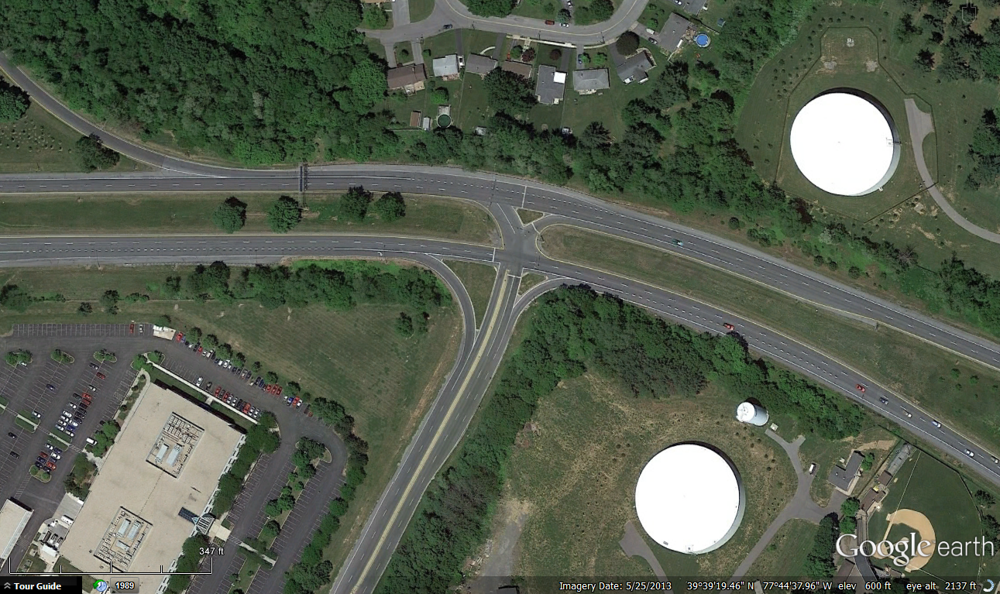 Google earth
347 ft
Tour Guide
1989
Imagery Date: 5/25/2013 39°39'19.46" N 77°44'37.96" W elev 600 ft eye alt 2137 ft